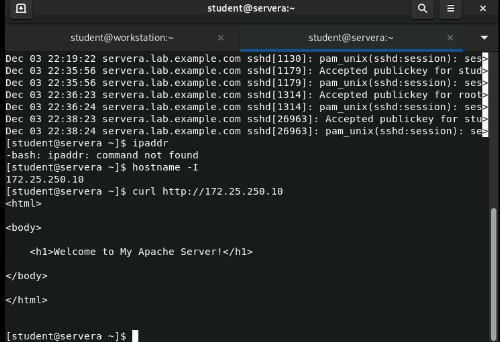 student@servera:~
student@workstation:~ × student@servera:~ ×
Dec 03 22:19:22 servera.lab.example.com sshd[1130]: pam_unix(sshd:session): ses>
Dec 03 22:35:56 servera.lab.example.com sshd[1179]: Accepted publickey for stud>
Dec 03 22:35:56 servera.lab.example.com sshd[1179]: pam_unix(sshd:session): ses>
Dec 03 22:36:23 servera.lab.example.com sshd[1314]: Accepted publickey for root>
Dec 03 22:36:24 servera.lab.example.com sshd[1314]: pam_unix(sshd:session): ses>
Dec 03 22:38:23 servera.lab.example.com sshd[26963]: Accepted publickey for stu>
Dec 03 22:38:24 servera.lab.example.com sshd[26963]: pam_unix(sshd:session): se>
[student@servera ~]$ ipaddr
-bash: ipaddr: command not found
[student@servera ~]$ hostname -I
172.25.250.10
[student@servera ~]$ curl http://172.25.250.10
<html>
<body>
<h1>Welcome to My Apache Server!</h1>
</body>
</html>
[student@servera ~]$